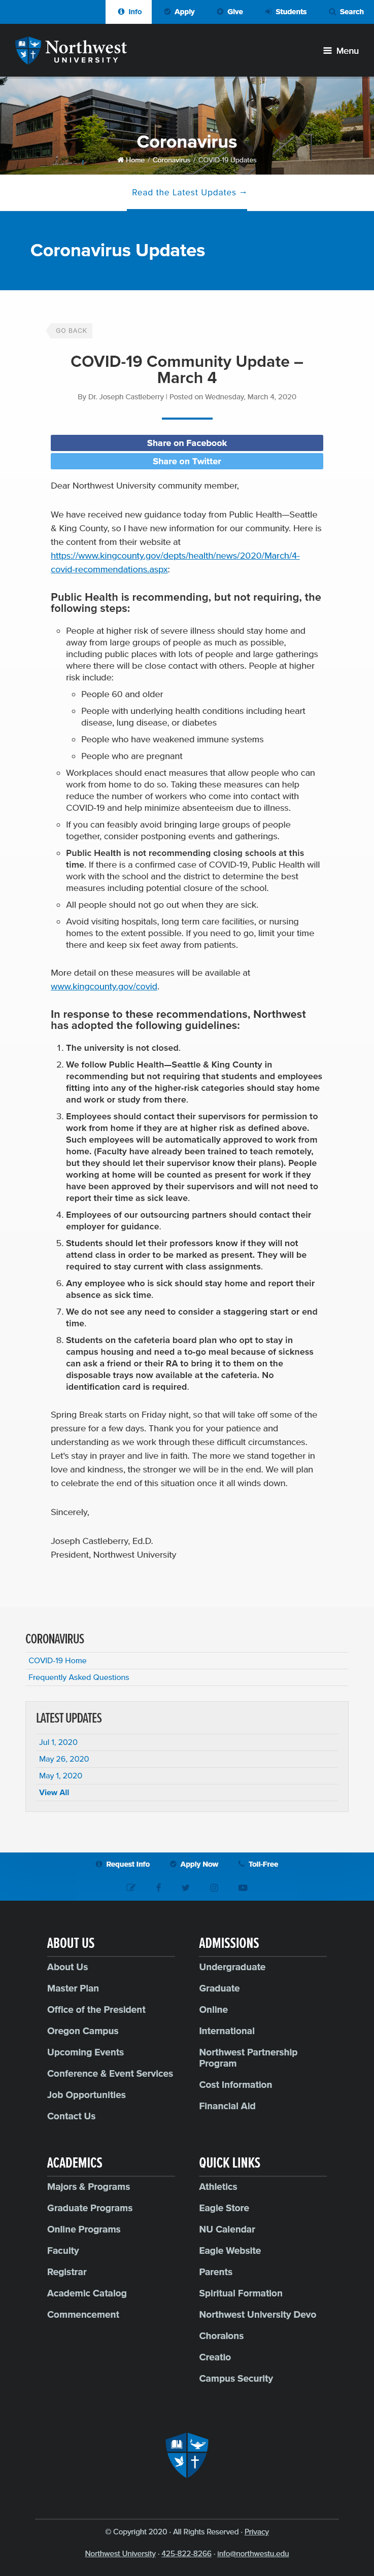 Info Apply Give Students Search
Northwest
UNIVERSITY
Menu
Coronavirus
Home / Coronavirus / COVID-19 Updates
Read the Latest Updates →
Coronavirus Updates
GO BACK
COVID-19 Community Update –
March 4
By Dr. Joseph Castleberry | Posted on Wednesday, March 4, 2020
Share on Facebook
Share on Twitter
Dear Northwest University community member,
We have received new guidance today from Public Health—Seattle
& King County, so I have new information for our community. Here is
the content from their website at
https://www.kingcounty.gov/depts/health/news/2020/March/4-
covid-recommendations.aspx:
Public Health is recommending, but not requiring, the
following steps:
People at higher risk of severe illness should stay home and
away from large groups of people as much as possible,
including public places with lots of people and large gatherings
where there will be close contact with others. People at higher
risk include:
People 60 and older
People with underlying health conditions including heart
disease, lung disease, or diabetes
People who have weakened immune systems
People who are pregnant
Workplaces should enact measures that allow people who can
work from home to do so. Taking these measures can help
reduce the number of workers who come into contact with
COVID-19 and help minimize absenteeism due to illness.
If you can feasibly avoid bringing large groups of people
together, consider postponing events and gatherings.
Public Health is not recommending closing schools at this
time. If there is a confirmed case of COVID-19, Public Health will
work with the school and the district to determine the best
measures including potential closure of the school.
All people should not go out when they are sick.
Avoid visiting hospitals, long term care facilities, or nursing
homes to the extent possible. If you need to go, limit your time
there and keep six feet away from patients.
More detail on these measures will be available at
www.kingcounty.gov/covid.
In response to these recommendations, Northwest
has adopted the following guidelines:
1. The university is not closed.
2. We follow Public Health—Seattle & King County in
recommending but not requiring that students and employees
fitting into any of the higher-risk categories should stay home
and work or study from there.
3. Employees should contact their supervisors for permission to
work from home if they are at higher risk as defined above.
Such employees will be automatically approved to work from
home. (Faculty have already been trained to teach remotely,
but they should let their supervisor know their plans). People
working at home will be counted as present for work if they
have been approved by their supervisors and will not need to
report their time as sick leave.
4. Employees of our outsourcing partners should contact their
employer for guidance.
5. Students should let their professors know if they will not
attend class in order to be marked as present. They will be
required to stay current with class assignments.
6. Any employee who is sick should stay home and report their
absence as sick time.
7. We do not see any need to consider a staggering start or end
time.
8. Students on the cafeteria board plan who opt to stay in
campus housing and need a to-go meal because of sickness
can ask a friend or their RA to bring it to them on the
disposable trays now available at the cafeteria. No
identification card is required.
Spring Break starts on Friday night, so that will take off some of the
pressure for a few days. Thank you for your patience and
understanding as we work through these difficult circumstances.
Let's stay in prayer and live in faith. The more we stand together in
love and kindness, the stronger we will be in the end. We will plan
to celebrate the end of this situation once it all winds down.
Sincerely,
Joseph Castleberry, Ed.D.
President, Northwest University
CORONAVIRUS
COVID-19 Home
Frequently Asked Questions
LATEST UPDATES
Jul 1, 2020
May 26, 2020
May 1, 2020
View All
Request Info Apply Now Toll-Free
ABOUT US
About Us
Master Plan
Office of the President
Oregon Campus
Upcoming Events
Conference & Event Services
Job Opportunities
Contact Us
ADMISSIONS
Undergraduate
Graduate
Online
International
Northwest Partnership
Program
Cost Information
Financial Aid
ACADEMICS
Majors & Programs
Graduate Programs
Online Programs
Faculty
Registrar
Academic Catalog
Commencement
QUICK LINKS
Athletics
Eagle Store
NU Calendar
Eagle Website
Parents
Spiritual Formation
Northwest University Devo
Choralons
Creatio
Campus Security
© Copyright 2020 · All Rights Reserved · Privacy
Northwest University · 425-822-8266 · info@northwestu.edu